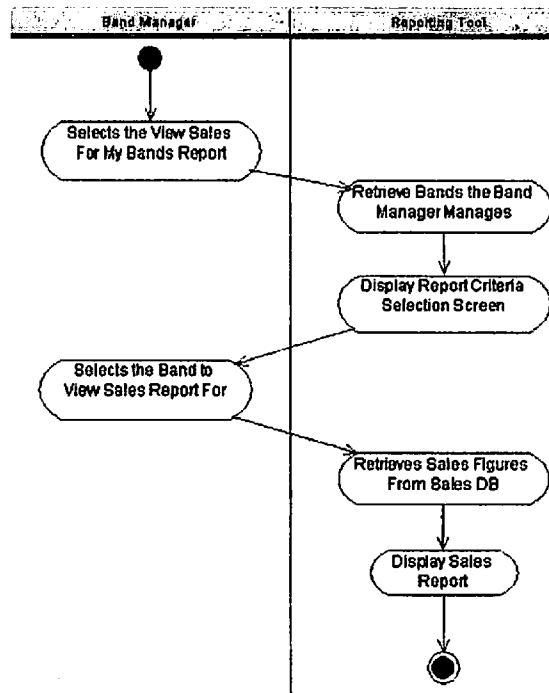 Band Manager
Reporting Tool
Selects the View Sales
For My Bands Report
Retrieve Bands the Band
Manager Manages
Display Report Criteria
Selection Screen
Selects the Band to
View Sales Report For
Retrieves Sales Figures
From Sales DB
Display Sales
Report